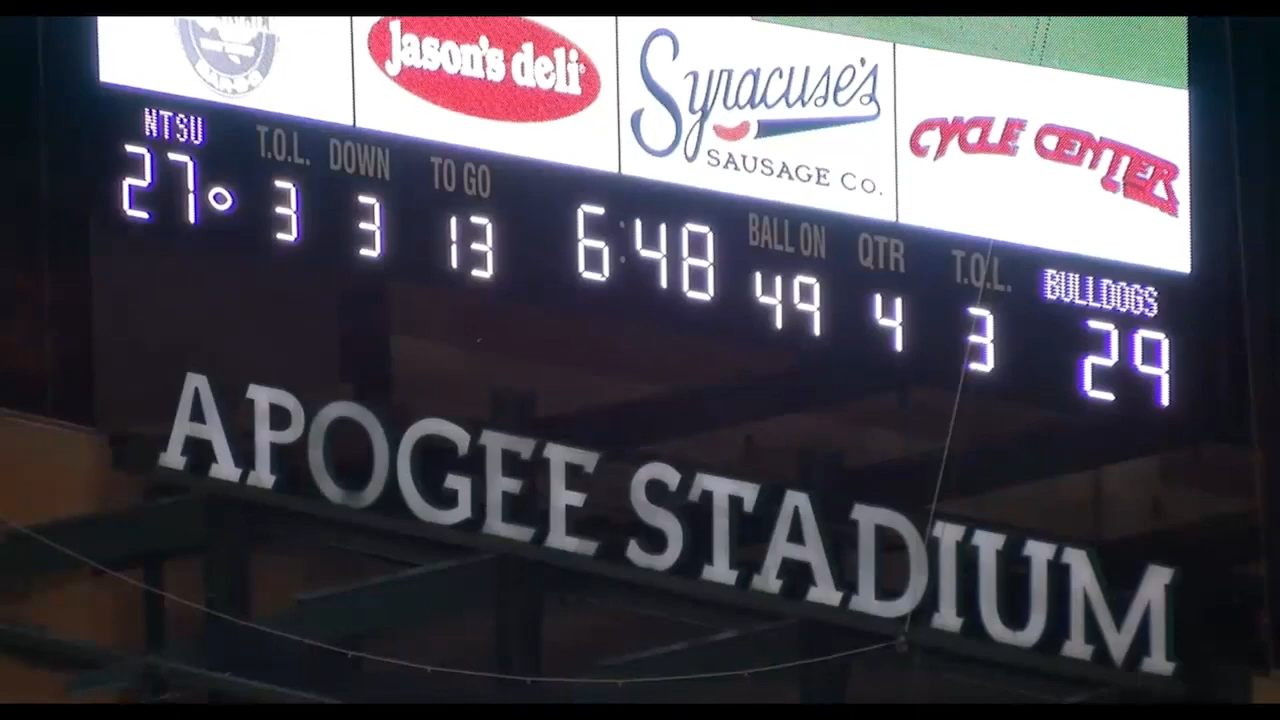 Jason's deli
Syracuse's
SAUSAGE CO.
CYCLE CENTER
NTSU T.O.L. DOWN TO GO BALL ON QTR T.O.L. BULLDOGS
27 3 3 13 6:48 49 4 3 29
APOGEE STADIUM